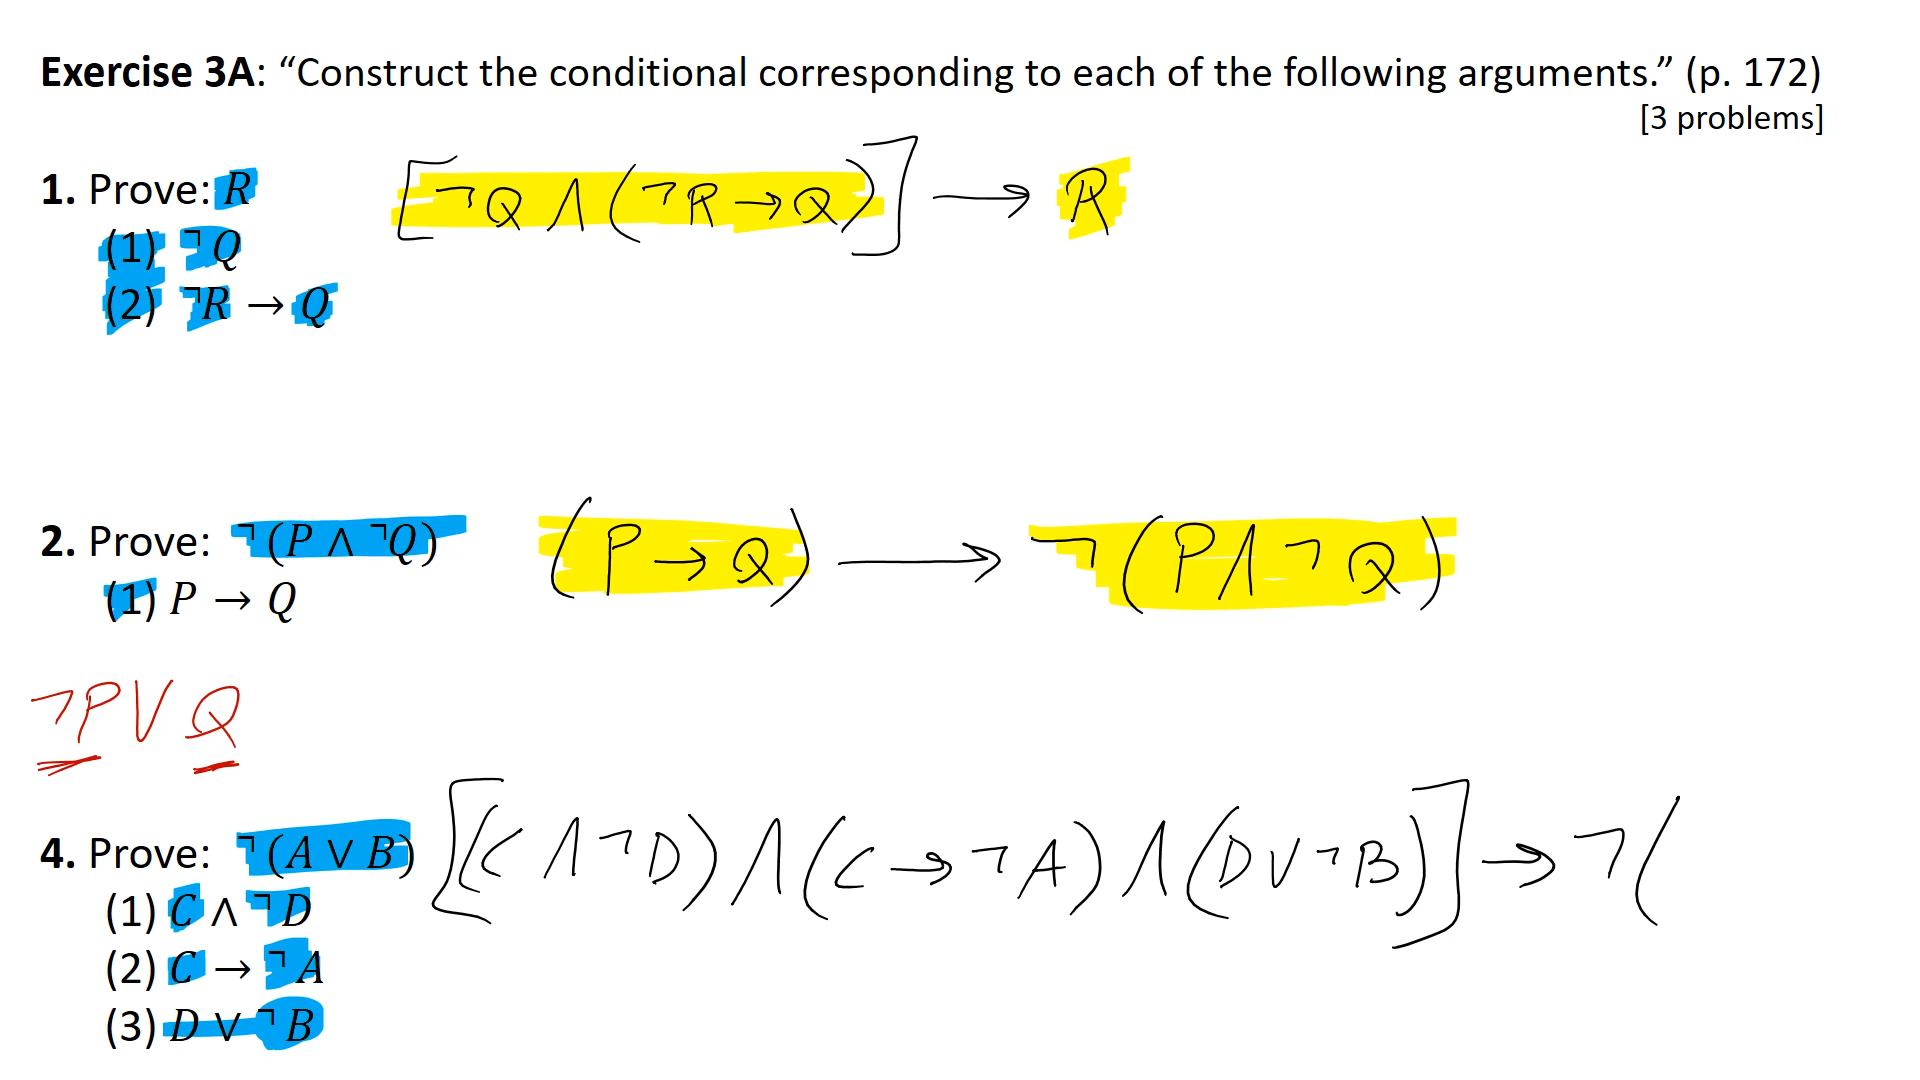 Exercise 3A: “Construct the conditional corresponding to each of the following arguments.” (p. 172)
[3 problems]
1. Prove: R [¬Q ∧ (¬R → Q)] → R
(1) ¬Q
(2) ¬R → Q
2. Prove: ¬(P ∧ ¬Q) (P → Q) → ¬(P ∧ ¬Q)
(1) P → Q
¬P ∨ Q
4. Prove: ¬(A ∨ B) [(C ∧ ¬D) ∧ (C → ¬A) ∧ (D ∨ ¬B)] → ¬(
(1) C ∧ ¬D
(2) C → ¬A
(3) D ∨ ¬B